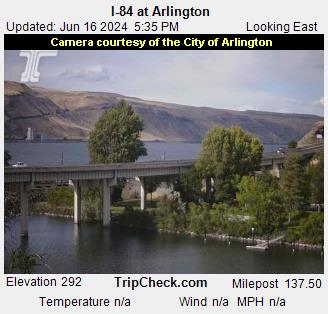 I-84 at Arlington
Updated: Jun 16 2024 5:35 PM Looking East
Camera courtesy of the City of Arlington
Elevation 292 TripCheck.com Milepost 137.50
Temperature n/a Wind n/a MPH n/a